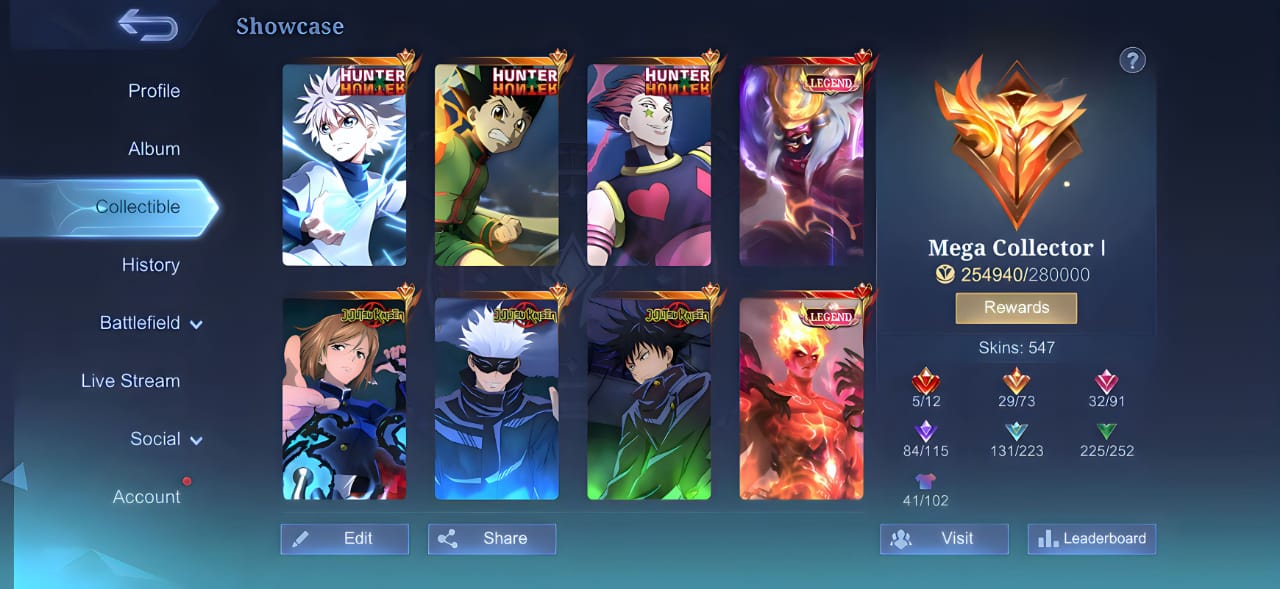 Showcase
Profile
Album
Collectible
History
Battlefield
Live Stream
Social
Account
HUNTER
HUNTER
HUNTER
HUNTER
HUNTER
HUNTER
LEGEND
JUJUTSU KAISEN
JUJUTSU KAISEN
JUJUTSU KAISEN
LEGEND
Edit
Share
?
Mega Collector I
254940/280000
Rewards
Skins: 547
5/12
29/73
32/91
84/115
131/223
225/252
41/102
Visit
Leaderboard